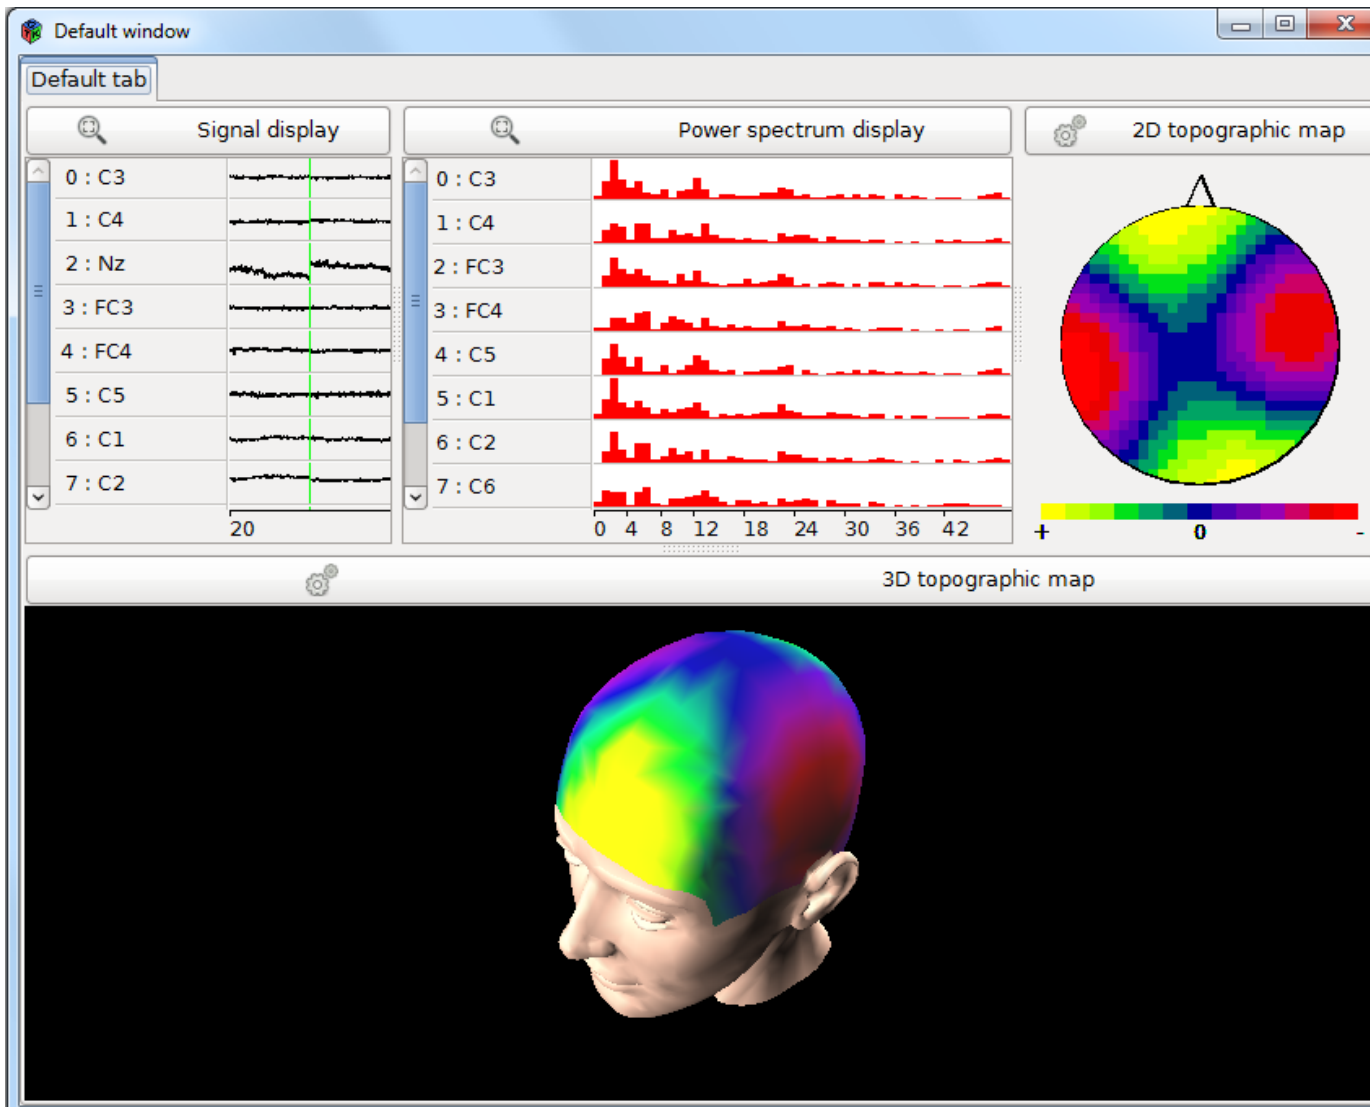 Default window
Default tab
Signal display
Power spectrum display
2D topographic map
0 : C3
1 : C4
2 : Nz
3 : FC3
4 : FC4
5 : C5
6 : C1
7 : C2
20
0 : C3
1 : C4
2 : FC3
3 : FC4
4 : C5
5 : C1
6 : C2
7 : C6
0 4 8 12 18 24 30 36 42
+ 0 -
3D topographic map